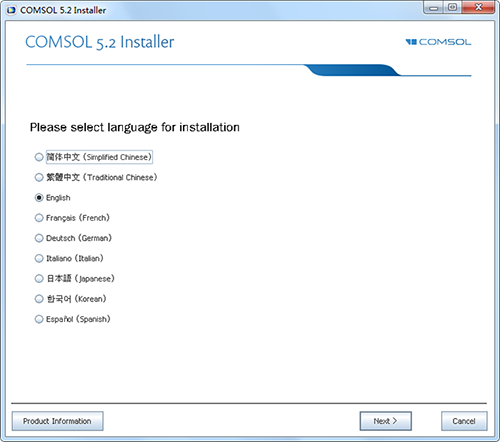 COMSOL 5.2 Installer
COMSOL 5.2 Installer
COMSOL
Please select language for installation
简体中文 (Simplified Chinese)
繁體中文 (Traditional Chinese)
English
Français (French)
Deutsch (German)
Italiano (Italian)
日本語 (Japanese)
한국어 (Korean)
Español (Spanish)
Product Information
Next >
Cancel